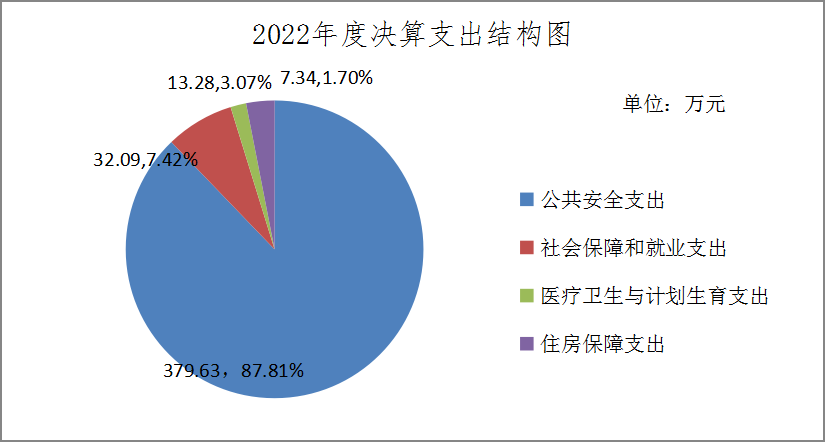 2022年度决算支出结构图
13.28,3.07%
7.34,1.70%
单位：万元
32.09,7.42%
379.63，87.81%
公共安全支出
社会保障和就业支出
医疗卫生与计划生育支出
住房保障支出